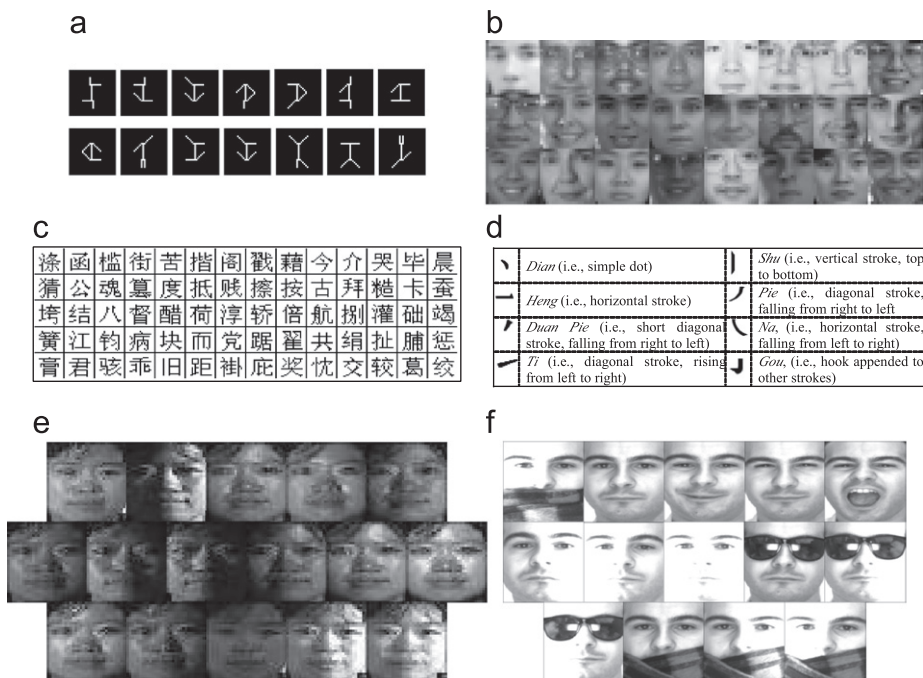 a
b
c
涤函槛街苦揩阁戳藉今介哭毕晨
猜公魂篡度抵贱擦按古拜糙卡蚕
垮结八督醋荷淳轿倍航捌灌础竭
簧江钧病块而党踞翟共绢扯脯惩
膏君骇乖旧距褂庇奖忱交较葛绞
d
Dian (i.e., simple dot)
Shu (i.e., vertical stroke, top
to bottom)
Heng (i.e., horizontal stroke)
Pie (i.e., diagonal stroke,
falling from right to left
Duan Pie (i.e., short diagonal
stroke, falling from right to left)
Na, (i.e., horizontal stroke,
falling from left to right)
Ti (i.e., diagonal stroke, rising
from left to right)
Gou, (i.e., hook appended to
other strokes)
e
f